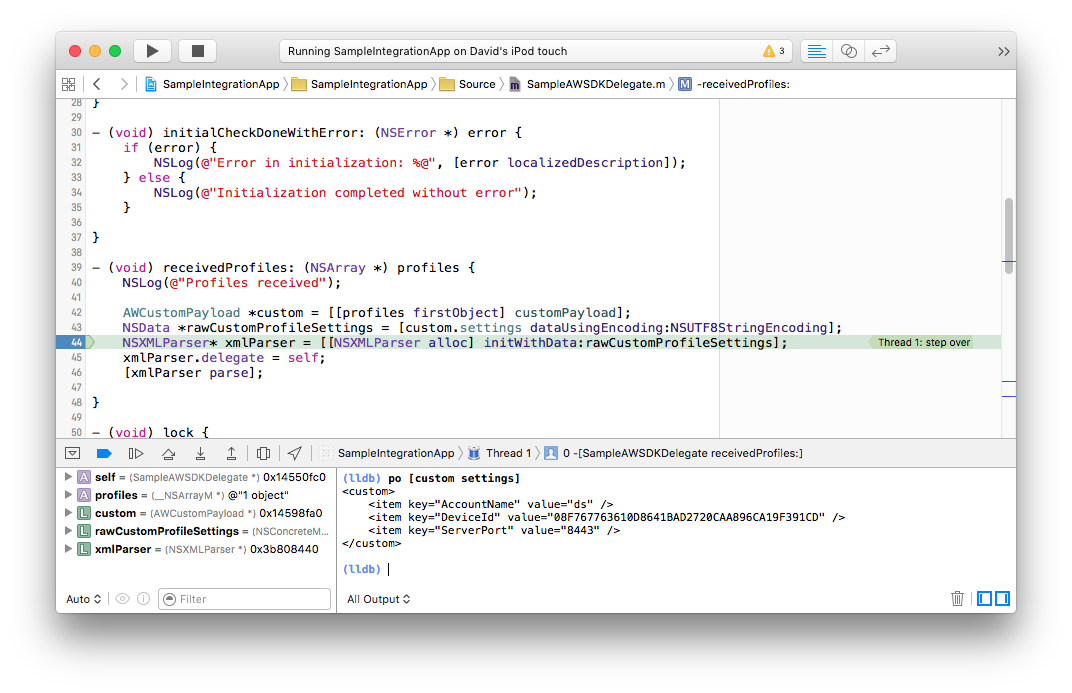 Running SampleIntegrationApp on David's iPod touch
3
SampleIntegrationApp
SampleIntegrationApp
Source
m
SampleAWSDKDelegate.m
M
-receivedProfiles:
28 }
29
30 – (void) initialCheckDoneWithError: (NSError *) error {
31     if (error) {
32         NSLog(@"Error in initialization: %@", [error localizedDescription]);
33     } else {
34         NSLog(@"Initialization completed without error");
35     }
36
37 }
38
39 – (void) receivedProfiles: (NSArray *) profiles {
40     NSLog(@"Profiles received");
41
42     AWCustomPayload *custom = [[profiles firstObject] customPayload];
43     NSData *rawCustomProfileSettings = [custom.settings dataUsingEncoding:NSUTF8StringEncoding];
44     NSXMLParser* xmlParser = [[NSXMLParser alloc] initWithData:rawCustomProfileSettings]; Thread 1: step over
45     xmlParser.delegate = self;
46     [xmlParser parse];
47
48 }
49
50 – (void) lock {
SampleIntegrationApp
Thread 1
0 -[SampleAWSDKDelegate receivedProfiles:]
A self = (SampleAWSDKDelegate *) 0x14550fc0
A profiles = (__NSArrayM *) @"1 object"
L custom = (AWCustomPayload *) 0x14598fa0
L rawCustomProfileSettings = (NSConcreteM...
L xmlParser = (NSXMLParser *) 0x3b808440
Auto
Filter
(lldb) po [custom settings]
<custom>
    <item key="AccountName" value="ds" />
    <item key="DeviceId" value="08F767763610D8641BAD2720CAA896CA19F391CD" />
    <item key="ServerPort" value="8443" />
</custom>
(lldb)
All Output